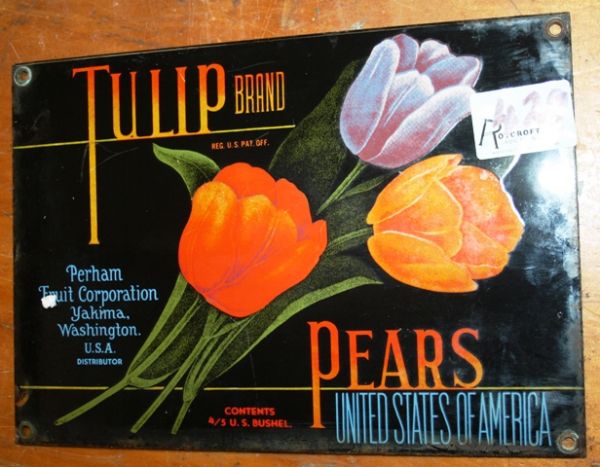 TULIP BRAND
REG. U.S. PAT. OFF.
Perham
Fruit Corporation
Yakima,
Washington.
U.S.A.
DISTRIBUTOR
PEARS
UNITED STATES OF AMERICA
CONTENTS
4/5 U.S. BUSHEL.